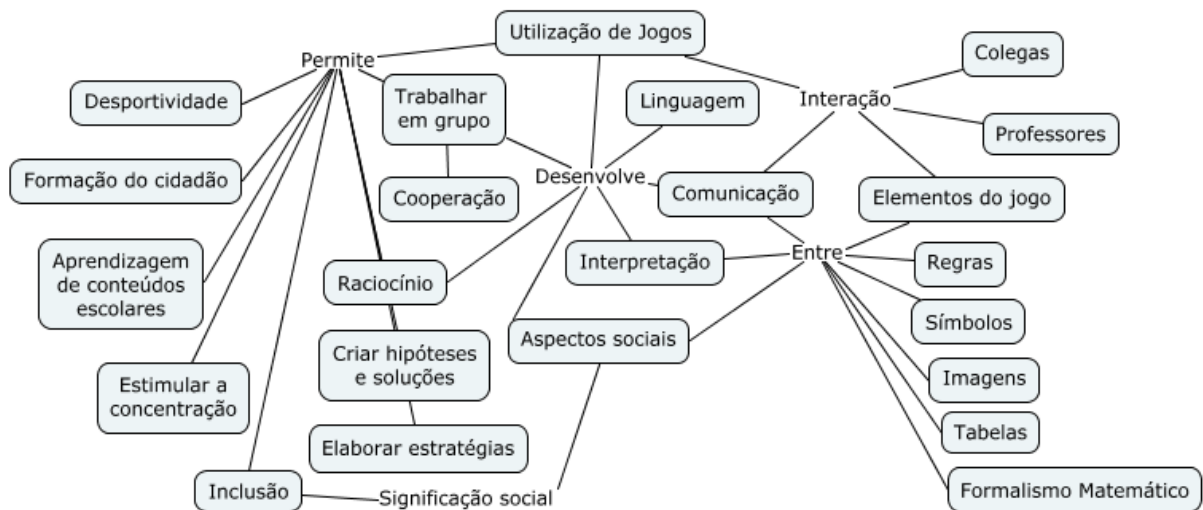 Utilização de Jogos
Permite
Colegas
Desportividade
Trabalhar
em grupo
Linguagem
Interação
Professores
Formação do cidadão
Cooperação
Desenvolve
Comunicação
Elementos do jogo
Aprendizagem
de conteúdos
escolares
Raciocínio
Interpretação
Entre
Regras
Símbolos
Criar hipóteses
e soluções
Aspectos sociais
Estimular a
concentração
Imagens
Elaborar estratégias
Tabelas
Inclusão
Significação social
Formalismo Matemático